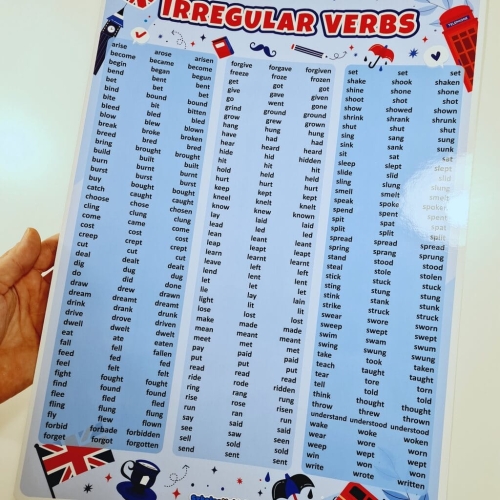 IRREGULAR VERBS
TELEPHONE
arise arose arisen
become became become
begin began begun
bend bent bent
bet bet bet
bind bound bound
bite bit bitten
bleed bled bled
blow blew blown
break broke broken
breed bred bred
bring brought brought
build built built
burn burnt burnt
burst burst burst
buy bought bought
catch caught caught
choose chose chosen
cling clung clung
come came come
cost cost cost
creep crept crept
cut cut cut
deal dealt dealt
dig dug dug
do did done
draw drew drawn
dream dreamt dreamt
drink drank drunk
drive drove driven
dwell dwelt dwelt
eat ate eaten
fall fell fallen
feed fed fed
feel felt felt
fight fought fought
find found found
flee fled fled
fling flung flung
fly flew flown
forbid forbade forbidden
forget forgot forgotten
forgive forgave forgiven
freeze froze frozen
get got got
give gave given
go went gone
grind ground ground
grow grew grown
hang hung hung
have had had
hear heard heard
hide hid hidden
hit hit hit
hold held held
hurt hurt hurt
keep kept kept
kneel knelt knelt
know knew known
lay laid laid
lead led led
lean leant leant
leap leapt leapt
learn learnt learnt
leave left left
lend lent lent
let let let
lie lay lain
light lit lit
lose lost lost
make made made
mean meant meant
meet met met
pay paid paid
put put put
read read read
ride rode ridden
ring rang rung
rise rose risen
run ran run
say said said
see saw seen
sell sold sold
send sent sent
set set set
shake shook shaken
shine shone shone
shoot shot shot
show showed shown
shrink shrank shrunk
shut shut shut
sing sang sung
sink sank sunk
sit sat sat
sleep slept slept
slide slid slid
sling slung slung
smell smelt smelt
speak spoke spoken
spend spent spent
spit spat spat
split split split
spread spread spread
spring sprang sprung
stand stood stood
steal stole stolen
stick stuck stuck
sting stung stung
stink stank stunk
strike struck struck
swear swore sworn
sweep swept swept
swim swam swum
swing swung swung
take took taken
teach taught taught
tear tore torn
tell told told
think thought thought
throw threw thrown
understand understood understood
wake woke woken
wear wore worn
weep wept wept
win won won
write wrote written